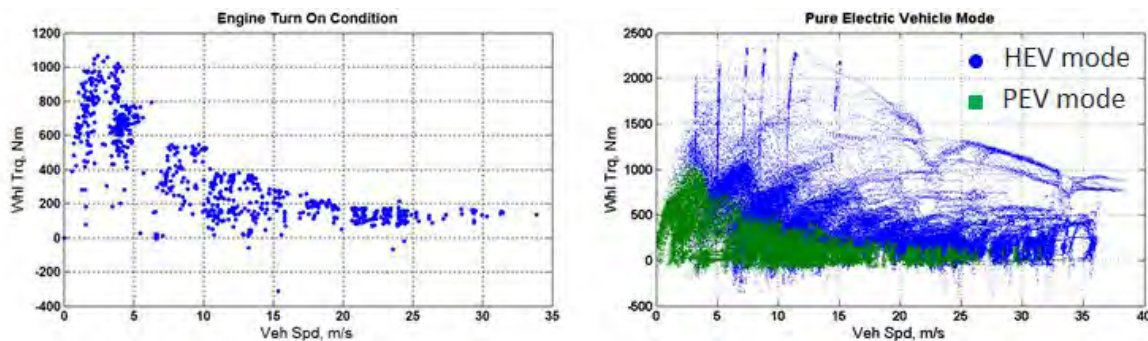 Engine Turn On Condition
1200
1000
800
600
400
200
0
-200
-400
Whl Trq, Nm
0 5 10 15 20 25 30 35
Veh Spd, m/s
Pure Electric Vehicle Mode
2500
2000
1500
1000
500
0
-500
Whl Trq, Nm
HEV mode
PEV mode
0 5 10 15 20 25 30 35 40
Veh Spd, m/s